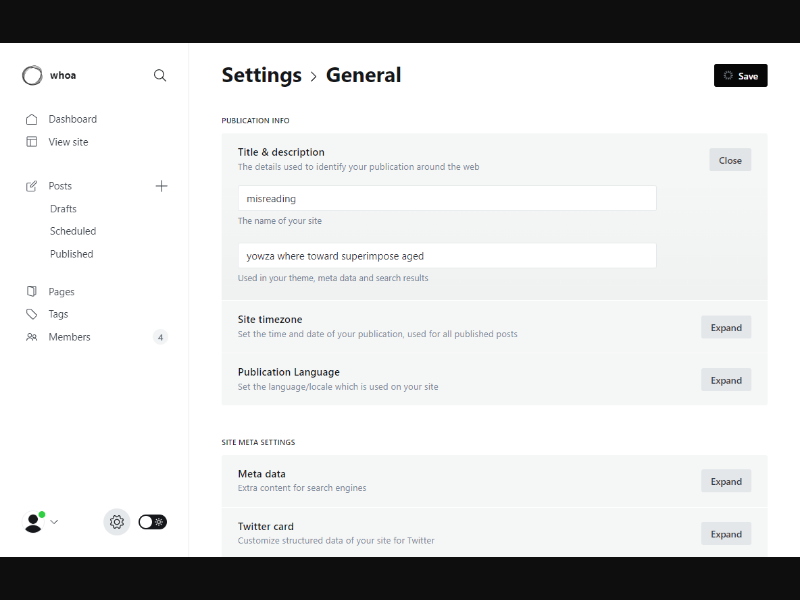 whoa
Dashboard
View site
Posts
Drafts
Scheduled
Published
Pages
Tags
Members 4
Settings › General
Save
PUBLICATION INFO
Title & description
The details used to identify your publication around the web
Close
misreading
The name of your site
yowza where toward superimpose aged
Used in your theme, meta data and search results
Site timezone
Set the time and date of your publication, used for all published posts
Expand
Publication Language
Set the language/locale which is used on your site
Expand
SITE META SETTINGS
Meta data
Extra content for search engines
Expand
Twitter card
Customize structured data of your site for Twitter
Expand